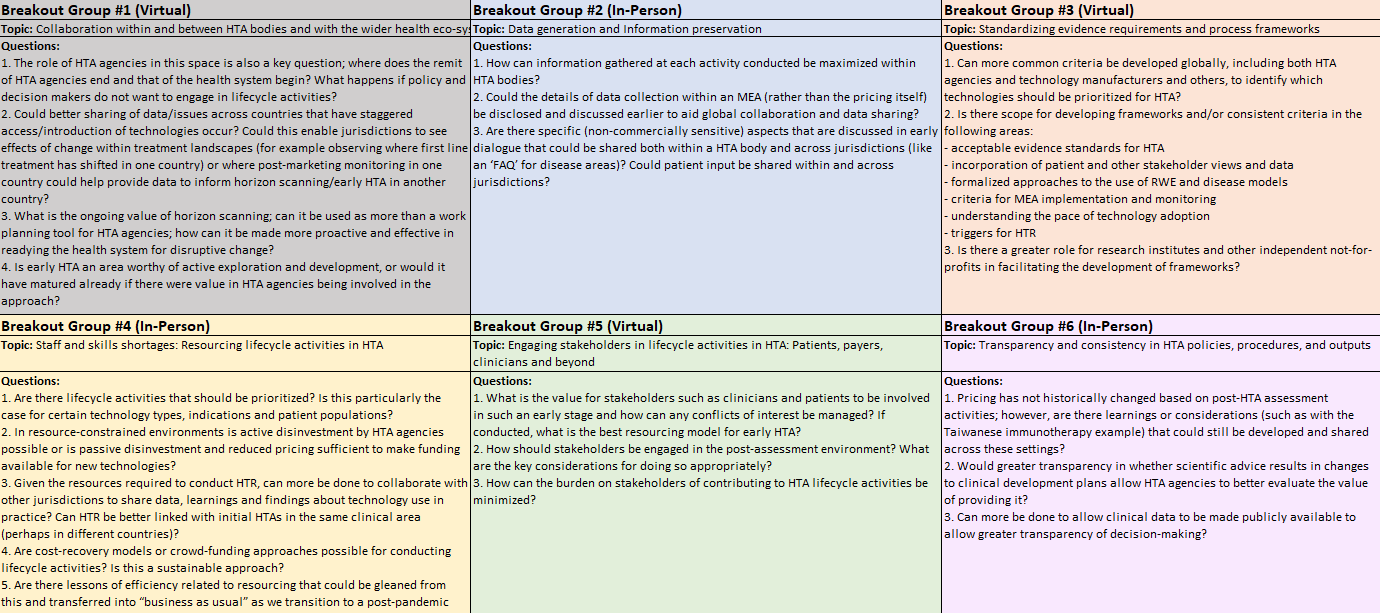 Breakout Group #1 (Virtual)
Topic: Collaboration within and between HTA bodies and with the wider health eco-sys
Questions:
1. The role of HTA agencies in this space is also a key question; where does the remit
of HTA agencies end and that of the health system begin? What happens if policy and
decision makers do not want to engage in lifecycle activities?
2. Could better sharing of data/issues across countries that have staggered
access/introduction of technologies occur? Could this enable jurisdictions to see
effects of change within treatment landscapes (for example observing where first line
treatment has shifted in one country) or where post-marketing monitoring in one
country could help provide data to inform horizon scanning/early HTA in another
country?
3. What is the ongoing value of horizon scanning; can it be used as more than a work
planning tool for HTA agencies; how can it be made more proactive and effective in
readying the health system for disruptive change?
4. Is early HTA an area worthy of active exploration and development, or would it
have matured already if there were value in HTA agencies being involved in the
approach?
Breakout Group #2 (In-Person)
Topic: Data generation and Information preservation
Questions:
1. How can information gathered at each activity conducted be maximized within
HTA bodies?
2. Could the details of data collection within an MEA (rather than the pricing itself)
be disclosed and discussed earlier to aid global collaboration and data sharing?
3. Are there specific (non-commercially sensitive) aspects that are discussed in early
dialogue that could be shared both within a HTA body and across jurisdictions (like
an ‘FAQ’ for disease areas)? Could patient input be shared within and across
jurisdictions?
Breakout Group #3 (Virtual)
Topic: Standardizing evidence requirements and process frameworks
Questions:
1. Can more common criteria be developed globally, including both HTA
agencies and technology manufacturers and others, to identify which
technologies should be prioritized for HTA?
2. Is there scope for developing frameworks and/or consistent criteria in the
following areas:
- acceptable evidence standards for HTA
- incorporation of patient and other stakeholder views and data
- formalized approaches to the use of RWE and disease models
- criteria for MEA implementation and monitoring
- understanding the pace of technology adoption
- triggers for HTR
3. Is there a greater role for research institutes and other independent not-for-
profits in facilitating the development of frameworks?
Breakout Group #4 (In-Person)
Topic: Staff and skills shortages: Resourcing lifecycle activities in HTA
Questions:
1. Are there lifecycle activities that should be prioritized? Is this particularly the
case for certain technology types, indications and patient populations?
2. In resource-constrained environments is active disinvestment by HTA agencies
possible or is passive disinvestment and reduced pricing sufficient to make funding
available for new technologies?
3. Given the resources required to conduct HTR, can more be done to collaborate with
other jurisdictions to share data, learnings and findings about technology use in
practice? Can HTR be better linked with initial HTAs in the same clinical area
(perhaps in different countries)?
4. Are cost-recovery models or crowd-funding approaches possible for conducting
lifecycle activities? Is this a sustainable approach?
5. Are there lessons of efficiency related to resourcing that could be gleaned from
this and transferred into “business as usual” as we transition to a post-pandemic
Breakout Group #5 (Virtual)
Topic: Engaging stakeholders in lifecycle activities in HTA: Patients, payers,
clinicians and beyond
Questions:
1. What is the value for stakeholders such as clinicians and patients to be involved
in such an early stage and how can any conflicts of interest be managed? If
conducted, what is the best resourcing model for early HTA?
2. How should stakeholders be engaged in the post-assessment environment? What
are the key considerations for doing so appropriately?
3. How can the burden on stakeholders of contributing to HTA lifecycle activities be
minimized?
Breakout Group #6 (In-Person)
Topic: Transparency and consistency in HTA policies, procedures, and outputs
Questions:
1. Pricing has not historically changed based on post-HTA assessment
activities; however, are there learnings or considerations (such as with the
Taiwanese immunotherapy example) that could still be developed and shared
across these settings?
2. Would greater transparency in whether scientific advice results in changes
to clinical development plans allow HTA agencies to better evaluate the value
of providing it?
3. Can more be done to allow clinical data to be made publicly available to
allow greater transparency of decision-making?